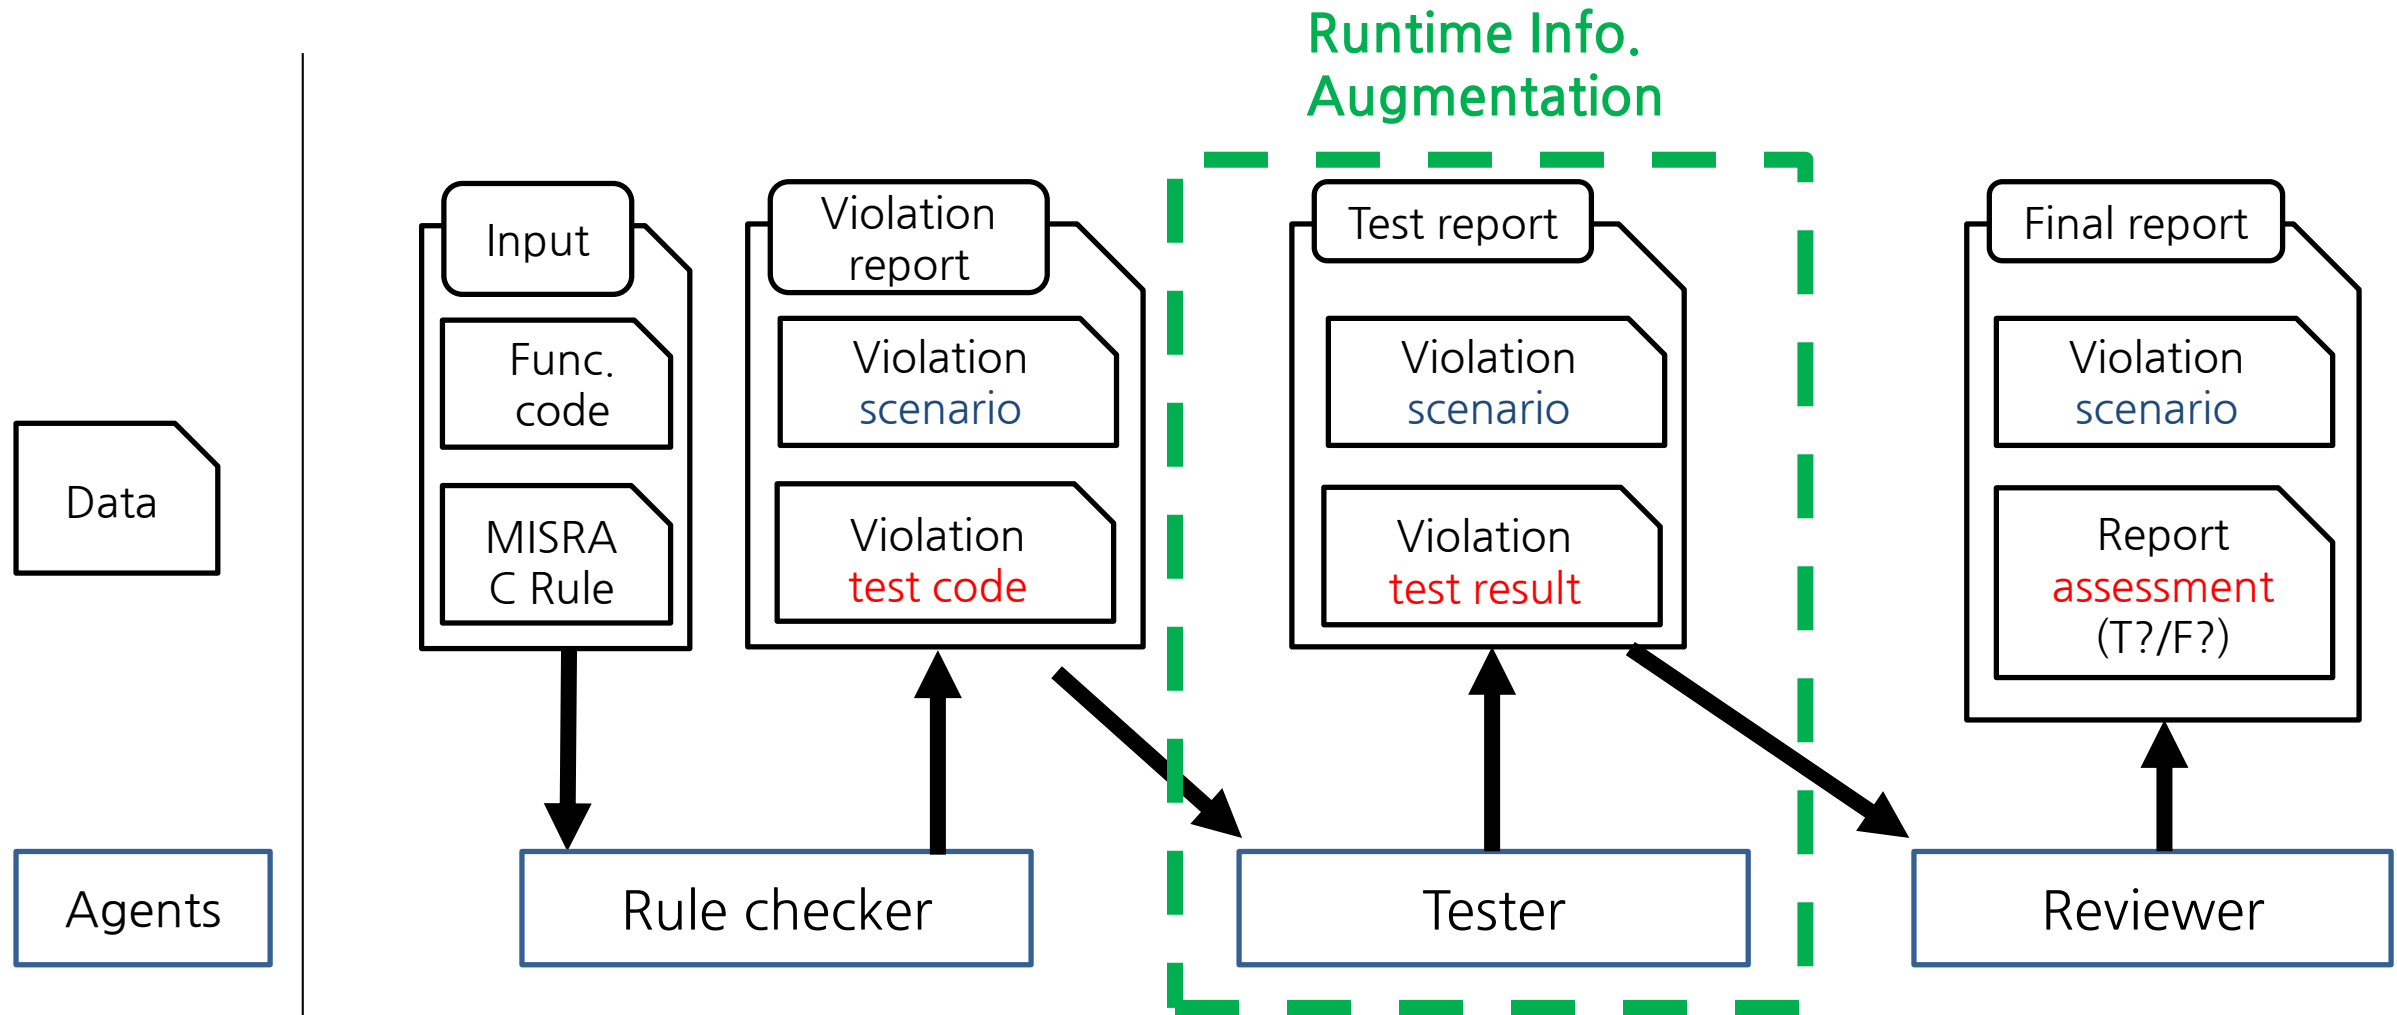 Runtime Info.
Augmentation
Data
Agents
Input
Func.
code
MISRA
C Rule
Violation
report
Violation
scenario
Violation
test code
Test report
Violation
scenario
Violation
test result
Final report
Violation
scenario
Report
assessment
(T?/F?)
Rule checker
Tester
Reviewer